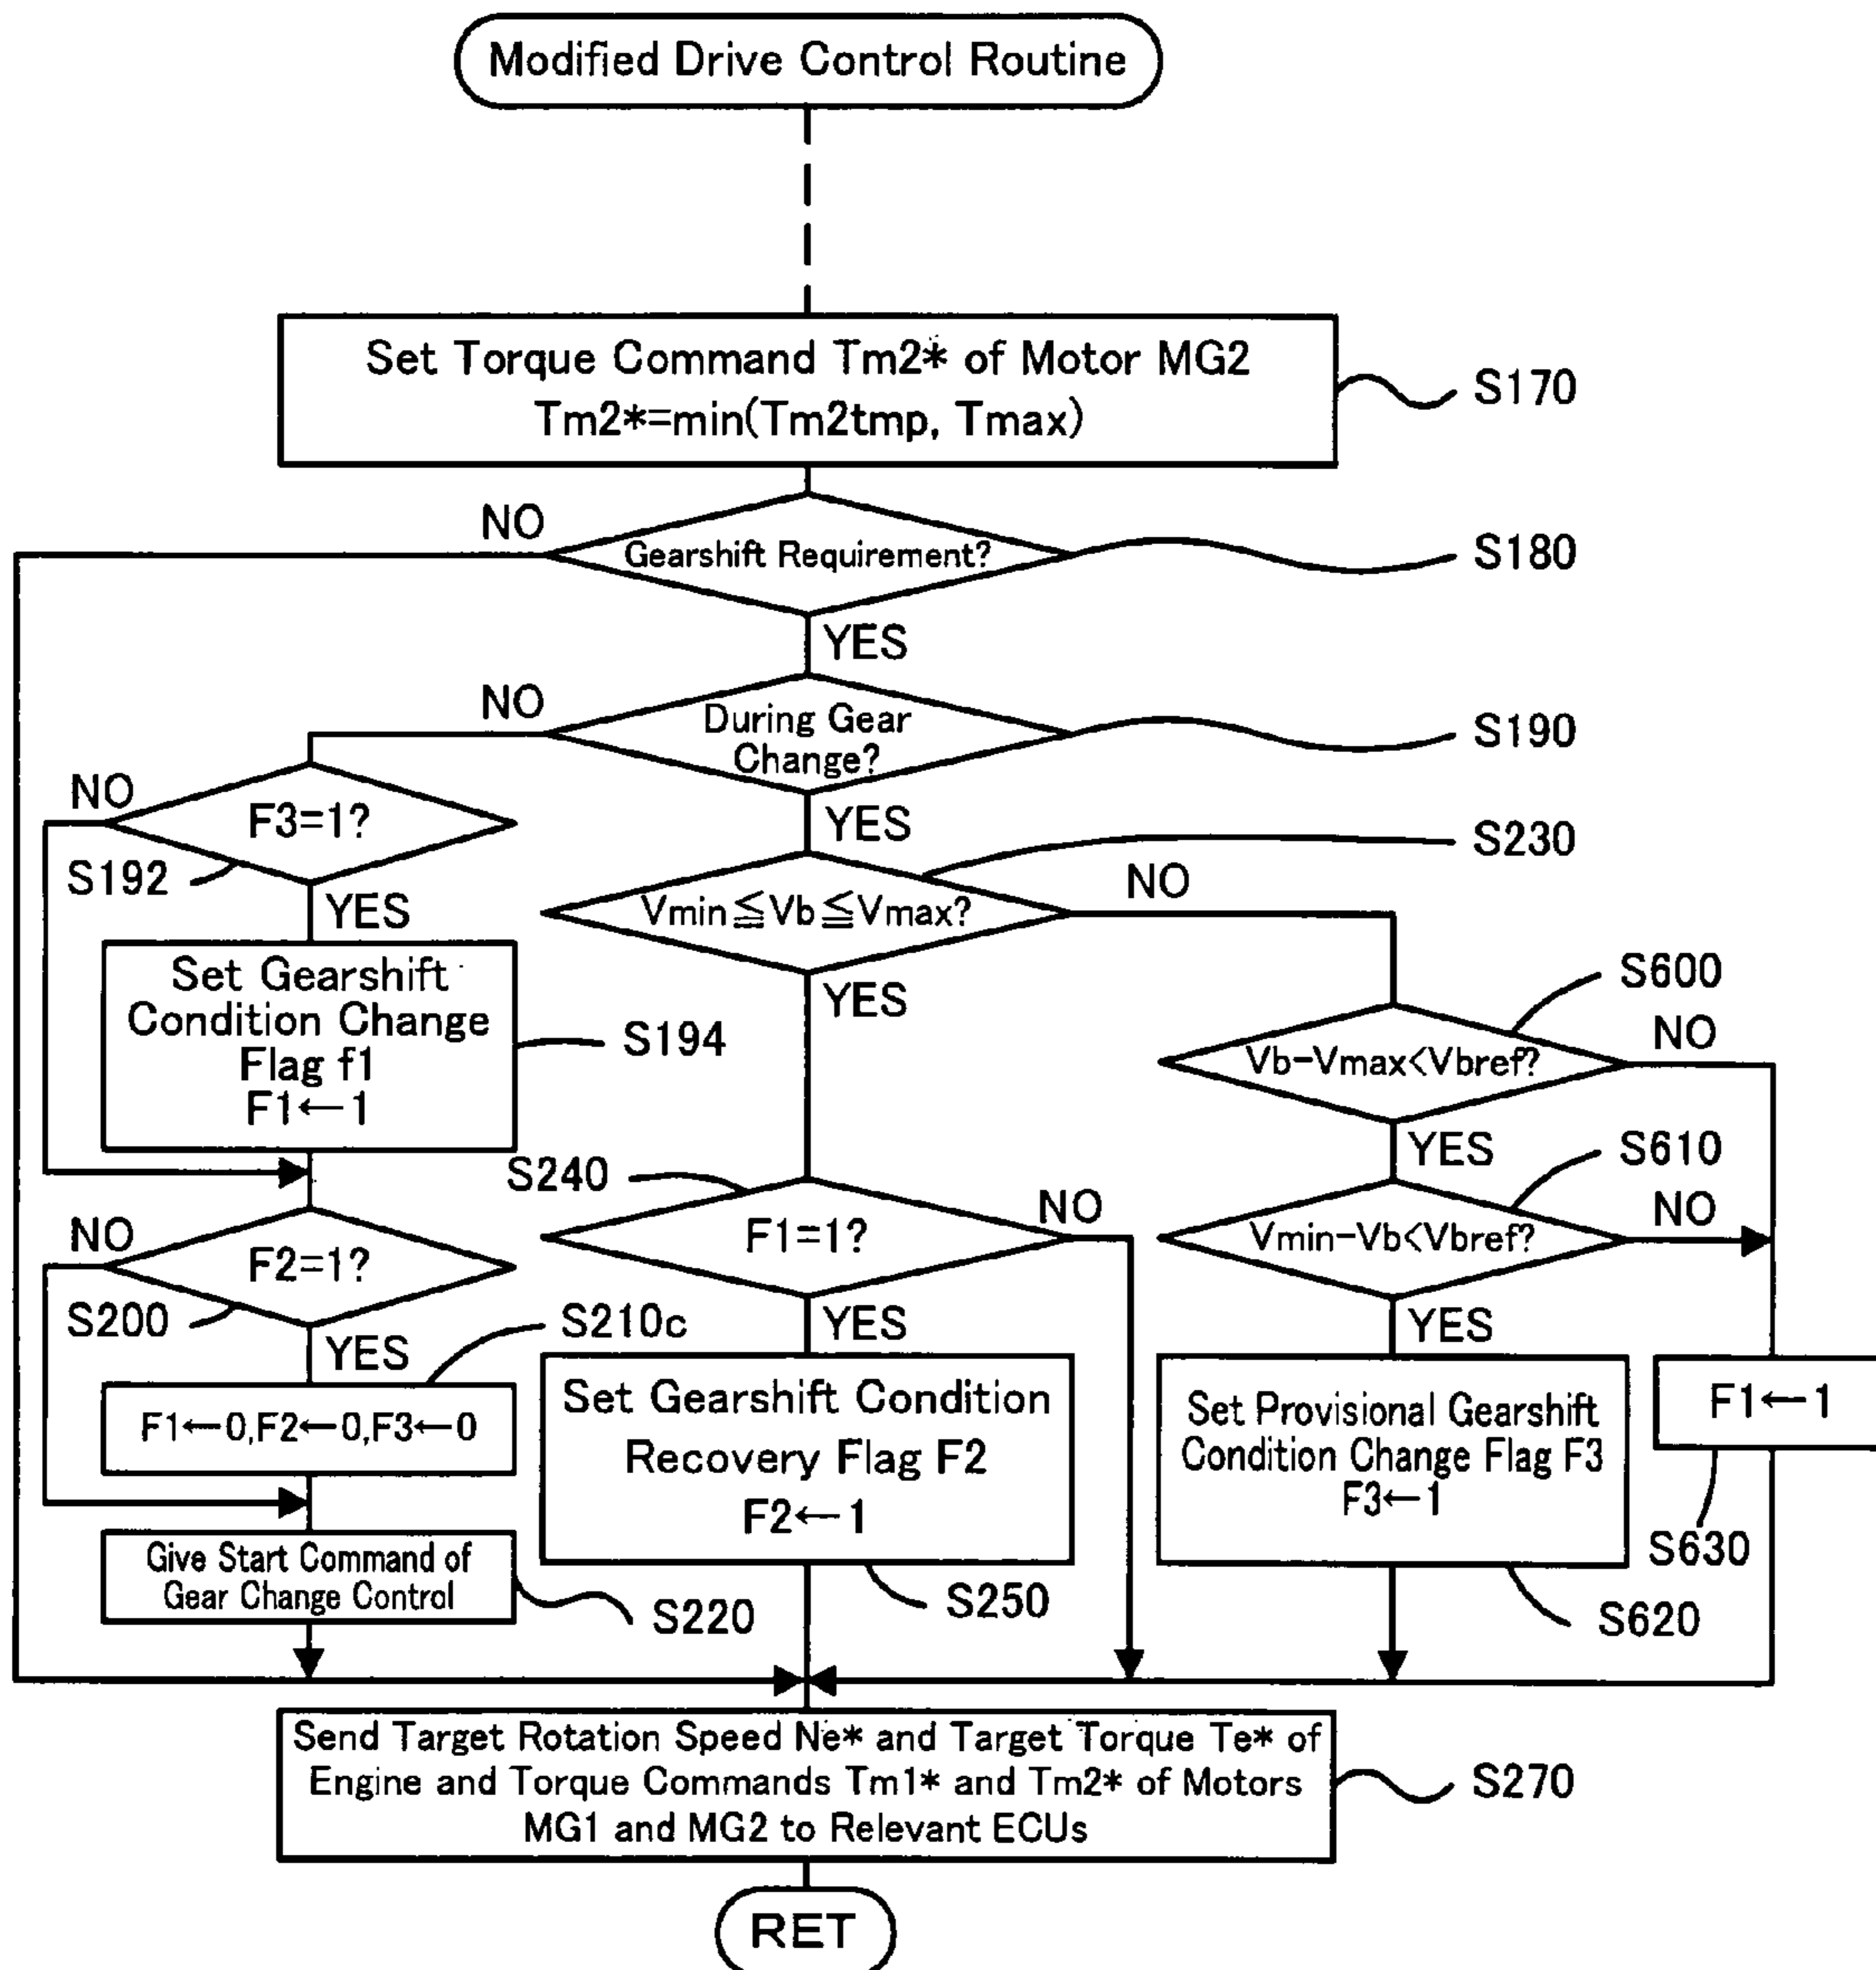 Modified Drive Control Routine
Set Torque Command Tm2* of Motor MG2
Tm2*=min(Tm2tmp, Tmax)
S170
NO
Gearshift Requirement?
S180
YES
NO
During Gear
Change?
S190
YES
NO
F3=1?
S192
YES
S230
Vmin≦Vb≦Vmax?
NO
YES
Set Gearshift
Condition Change
Flag f1
F1←1
S194
S600
Vb-Vmax<Vbref?
NO
YES
S610
Vmin-Vb<Vbref?
NO
YES
S240
F1=1?
NO
YES
NO
F2=1?
S200
YES
S210c
F1←0,F2←0,F3←0
Give Start Command of
Gear Change Control
S220
Set Gearshift Condition
Recovery Flag F2
F2←1
S250
Set Provisional Gearshift
Condition Change Flag F3
F3←1
S620
F1←1
S630
Send Target Rotation Speed Ne* and Target Torque Te* of
Engine and Torque Commands Tm1* and Tm2* of Motors
MG1 and MG2 to Relevant ECUs
S270
RET